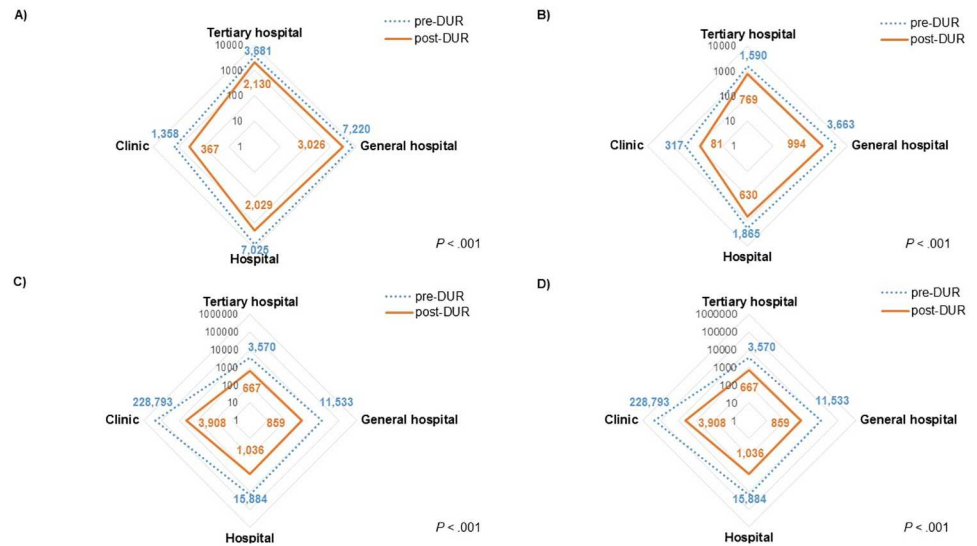 A)
Tertiary hospital
pre-DUR
post-DUR
10000
3,681
1000
2,130
100
10
1
Clinic
1,358
367
3,026
7,220
General hospital
2,029
7,025
Hospital
P < .001
B)
Tertiary hospital
pre-DUR
post-DUR
10000
1,590
1000
769
100
10
1
Clinic
317
81
994
3,663
General hospital
630
1,865
Hospital
P < .001
C)
Tertiary hospital
pre-DUR
post-DUR
1000000
100000
10000
3,570
1000
667
100
10
1
228,793
Clinic
3,908
859
11,533
General hospital
1,036
15,884
Hospital
P < .001
D)
Tertiary hospital
pre-DUR
post-DUR
1000000
100000
10000
3,570
1000
667
100
10
1
228,793
Clinic
3,908
859
11,533
General hospital
1,036
15,884
Hospital
P < .001